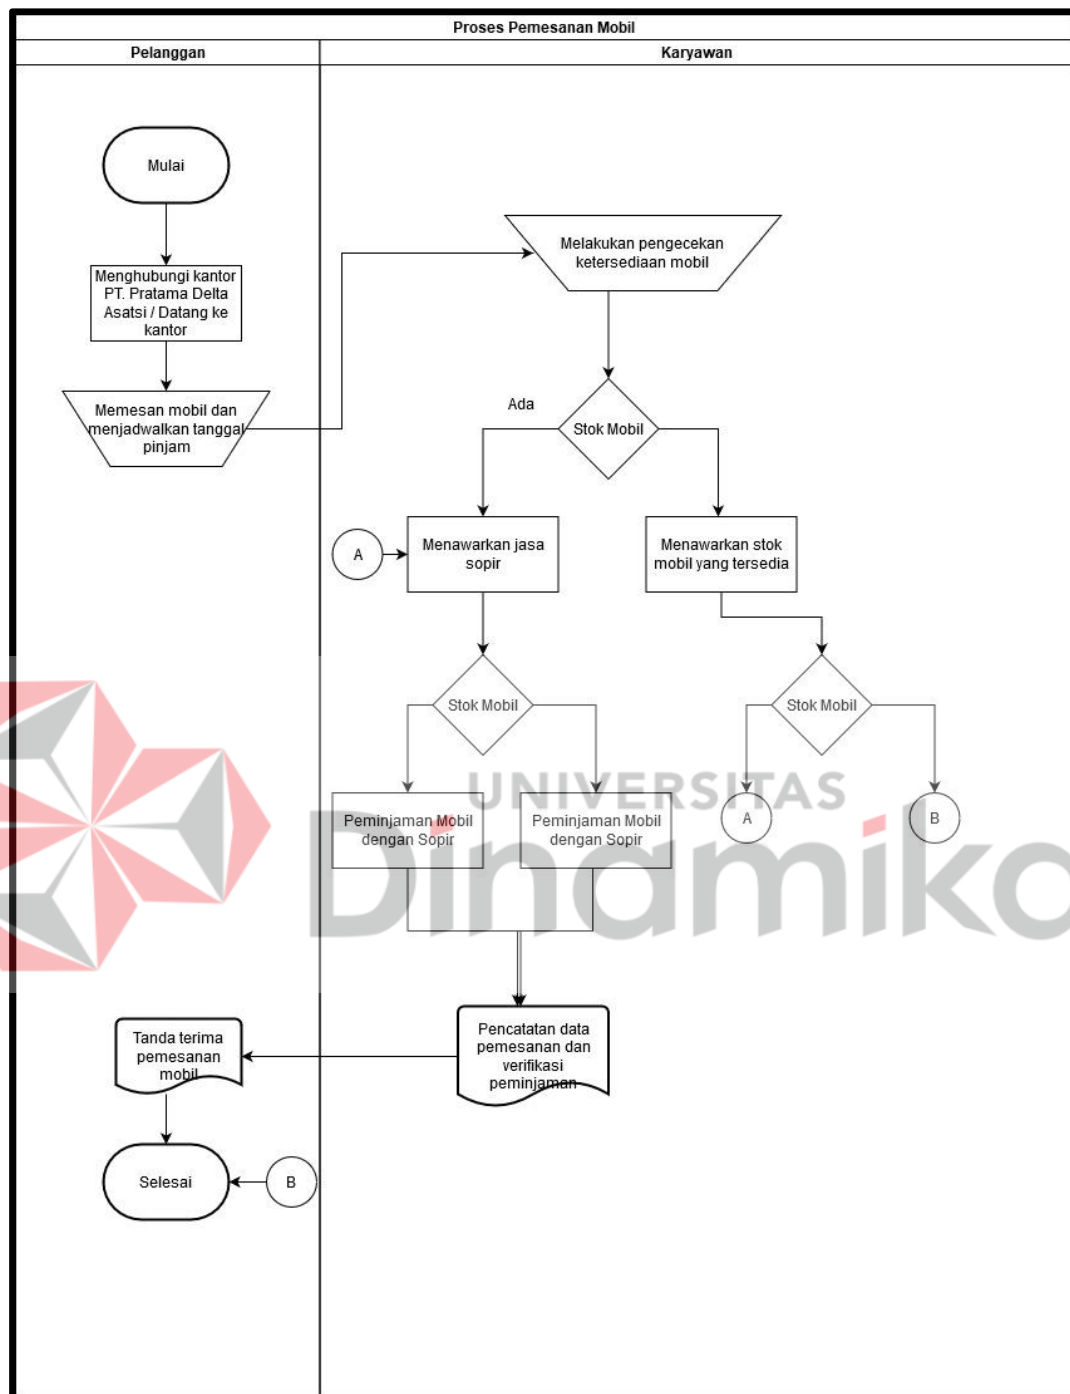 Proses Pemesanan Mobil
Pelanggan
Karyawan
Mulai
Menghubungi kantor
PT. Pratama Delta
Asatsi / Datang ke
kantor
Memesan mobil dan
menjadwalkan tanggal
pinjam
Melakukan pengecekan
ketersediaan mobil
Ada
Stok Mobil
A
Menawarkan jasa
sopir
Menawarkan stok
mobil yang tersedia
Stok Mobil
Stok Mobil
Peminjaman Mobil
dengan Sopir
Peminjaman Mobil
dengan Sopir
A
B
UNIVERSITAS
Dinamika
Tanda terima
pemesanan
mobil
Pencatatan data
pemesanan dan
verifikasi
peminjaman
Selesai
B